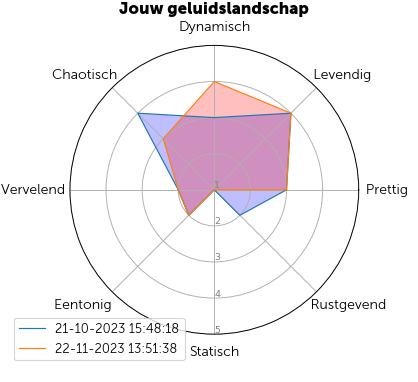 Jouw geluidslandschap
Dynamisch
Chaotisch
Levendig
Vervelend
1
Prettig
2
3
4
5
Eentonig
Rustgevend
Statisch
21-10-2023 15:48:18
22-11-2023 13:51:38